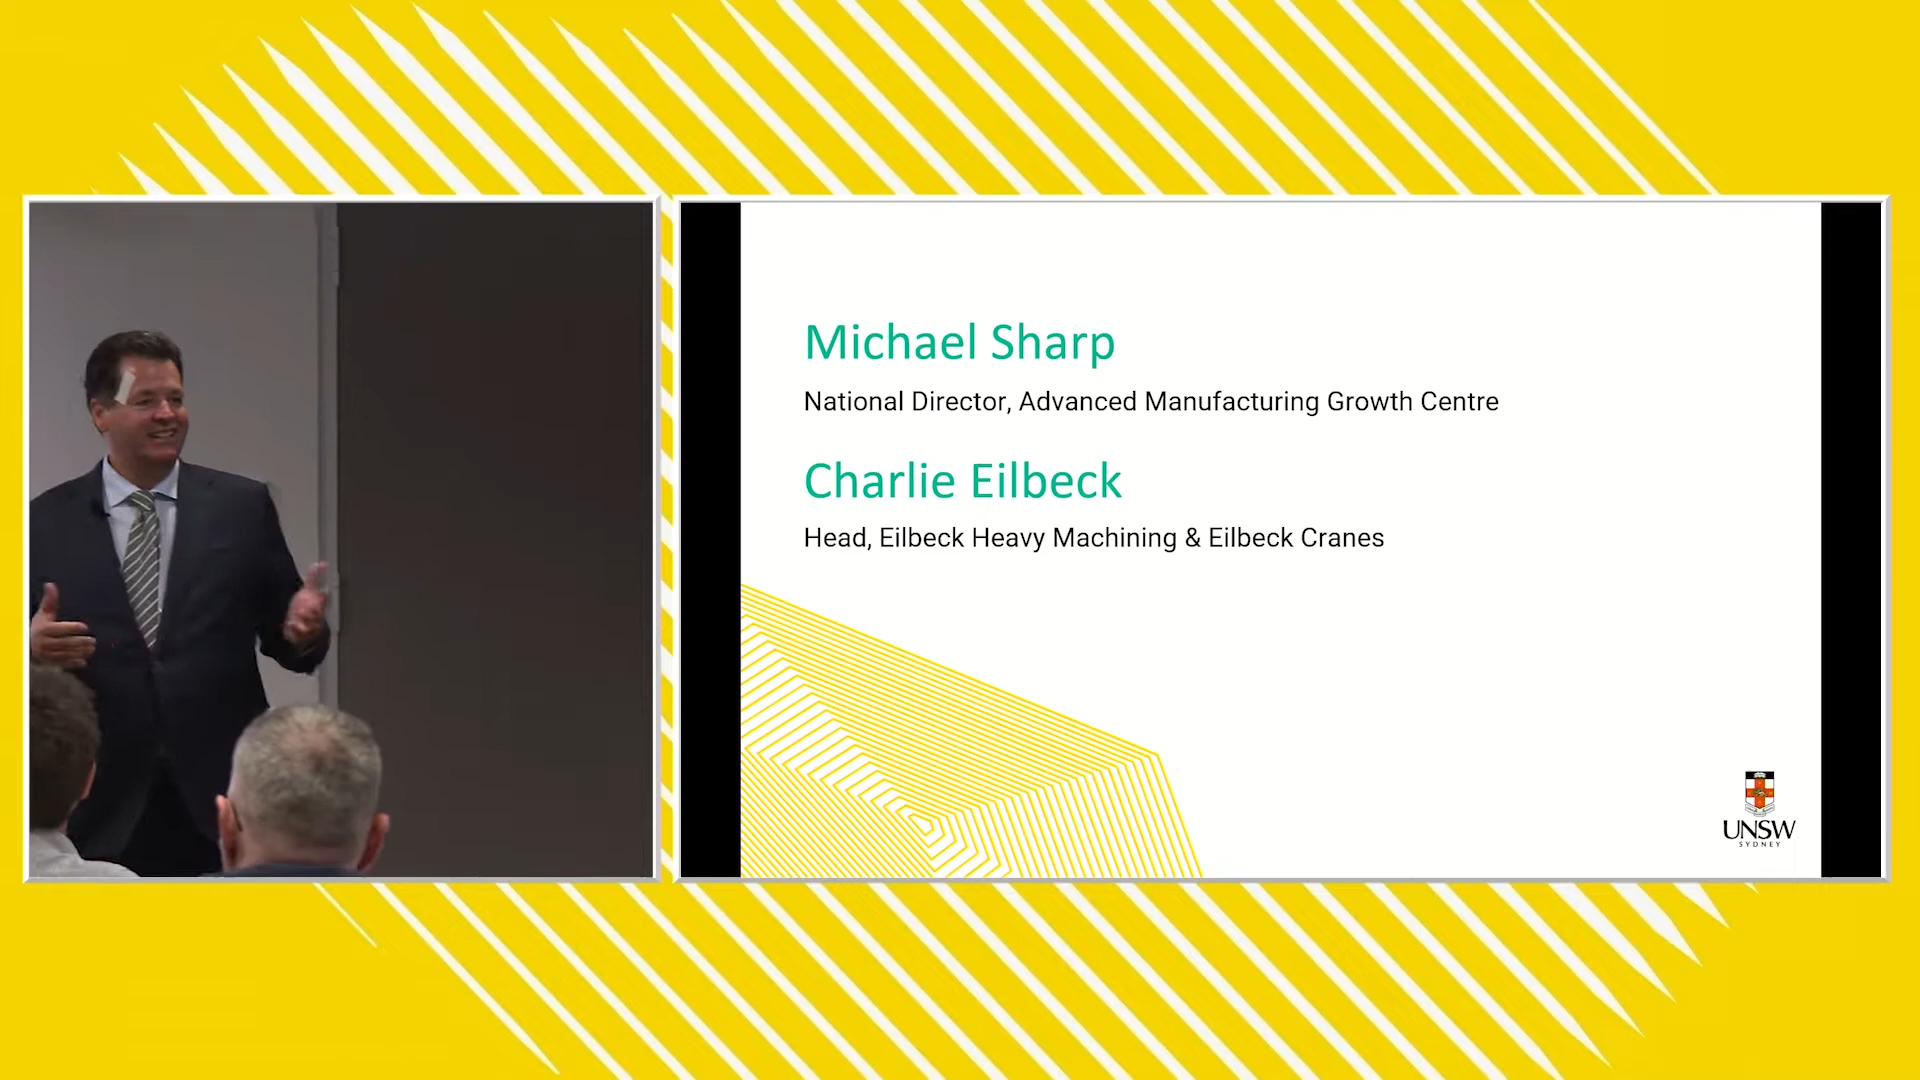 Michael Sharp
National Director, Advanced Manufacturing Growth Centre
Charlie Eilbeck
Head, Eilbeck Heavy Machining & Eilbeck Cranes
UNSW
SYDNEY